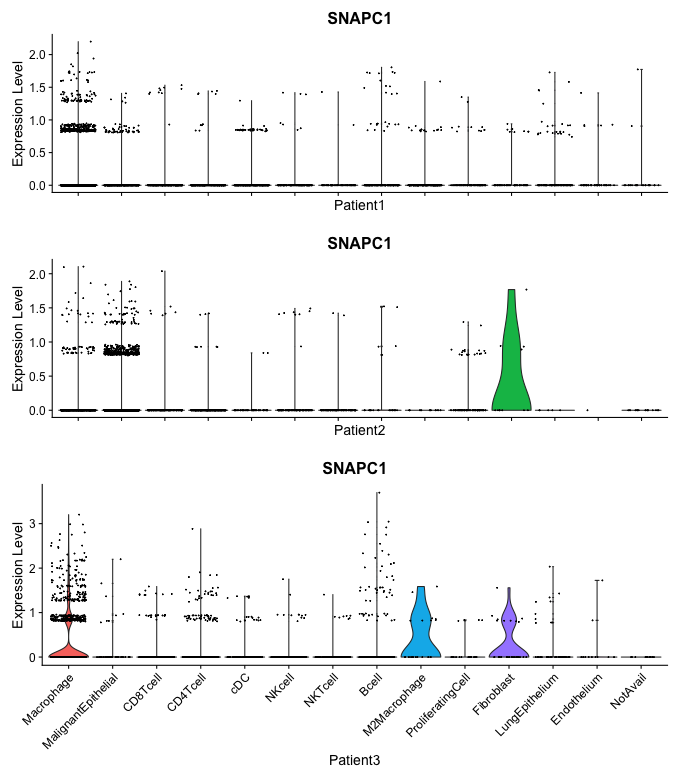 SNAPC1
Expression Level
2.0
1.5
1.0
0.5
0.0
Patient1
SNAPC1
Expression Level
2.0
1.5
1.0
0.5
0.0
Patient2
SNAPC1
Expression Level
3
2
1
0
Macrophage
MalignantEpithelial
CD8Tcell
CD4Tcell
cDC
NKcell
NKTcell
Bcell
M2Macrophage
ProliferatingCell
Fibroblast
LungEpithelium
Endothelium
NotAvail
Patient3